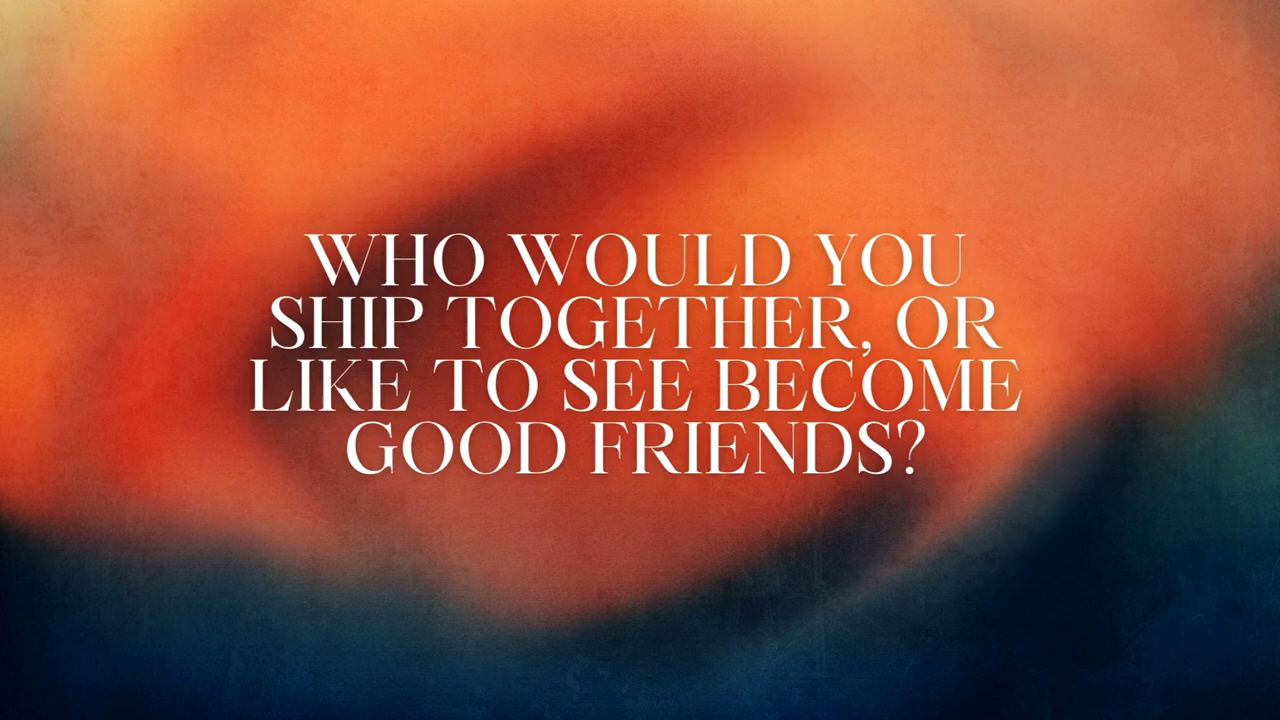 WHO WOULD YOU
SHIP TOGETHER, OR
LIKE TO SEE BECOME
GOOD FRIENDS?